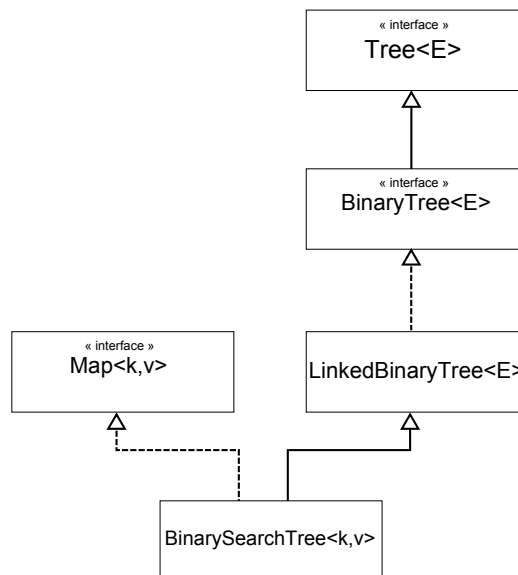 « interface »
Tree<E>
« interface »
BinaryTree<E>
« interface »
Map<k,v>
LinkedBinaryTree<E>
BinarySearchTree<k,v>